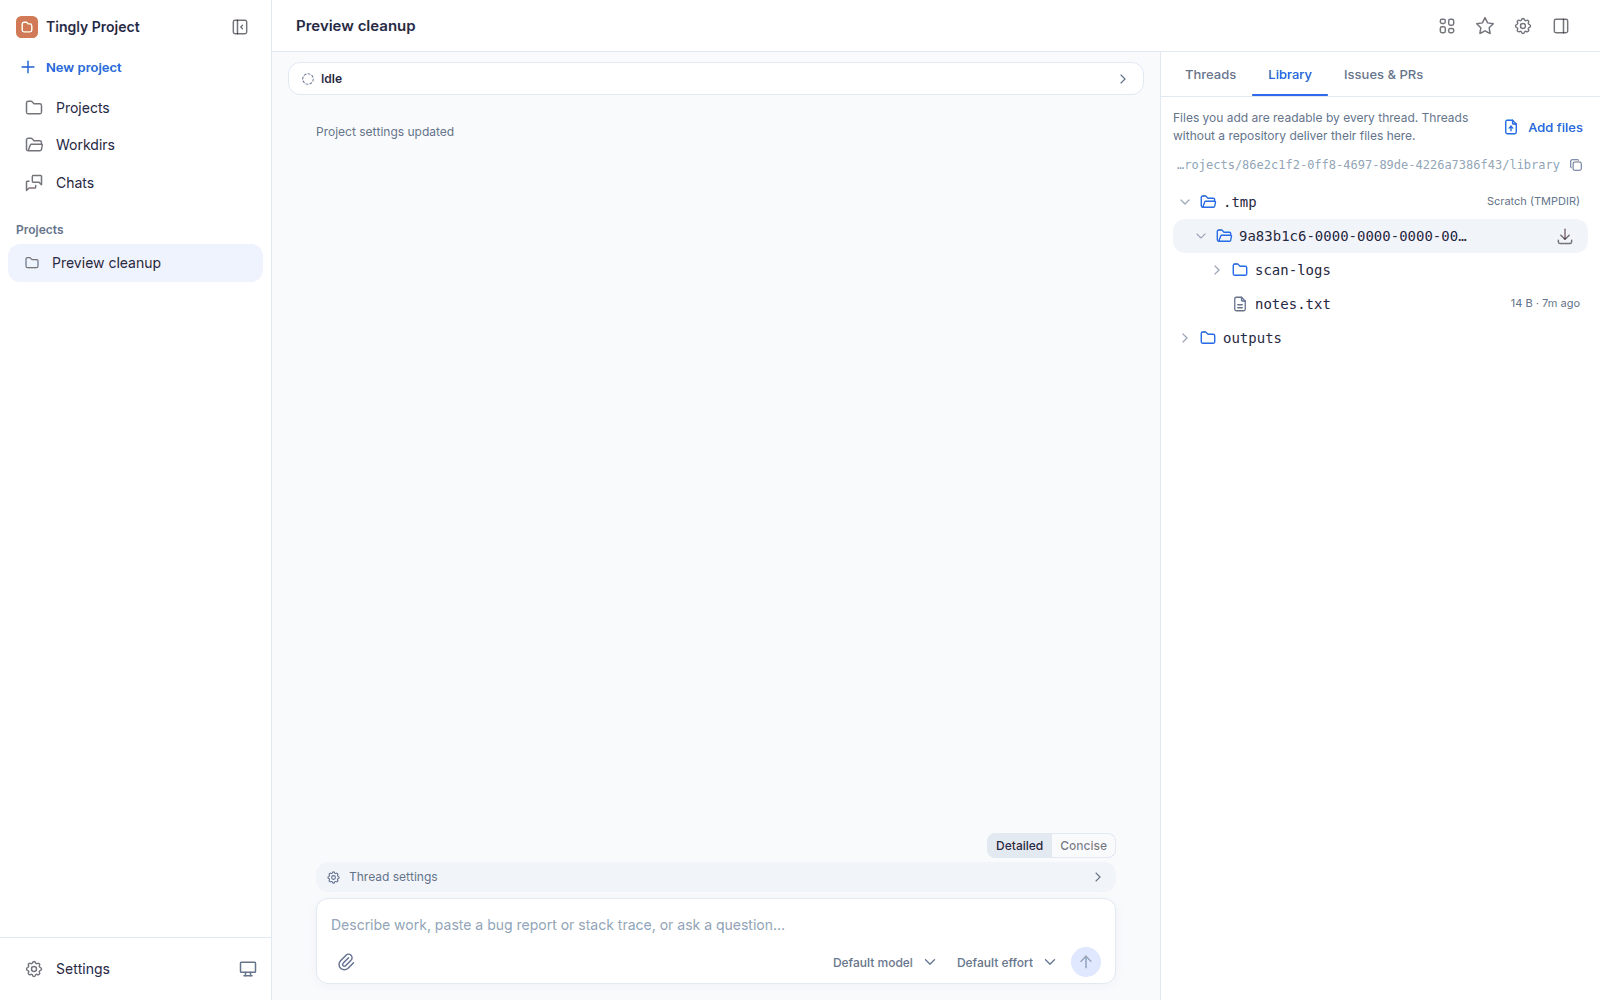 Tingly Project
New project
Projects
Workdirs
Chats
Projects
Preview cleanup
Settings
Preview cleanup
Idle
Project settings updated
Detailed
Concise
Thread settings
Describe work, paste a bug report or stack trace, or ask a question...
Default model
Default effort
Threads
Library
Issues & PRs
Files you add are readable by every thread. Threads
without a repository deliver their files here.
Add files
…rojects/86e2c1f2-0ff8-4697-89de-4226a7386f43/library
.tmp
Scratch (TMPDIR)
9a83b1c6-0000-0000-0000-00…
scan-logs
notes.txt
14 B · 7m ago
outputs